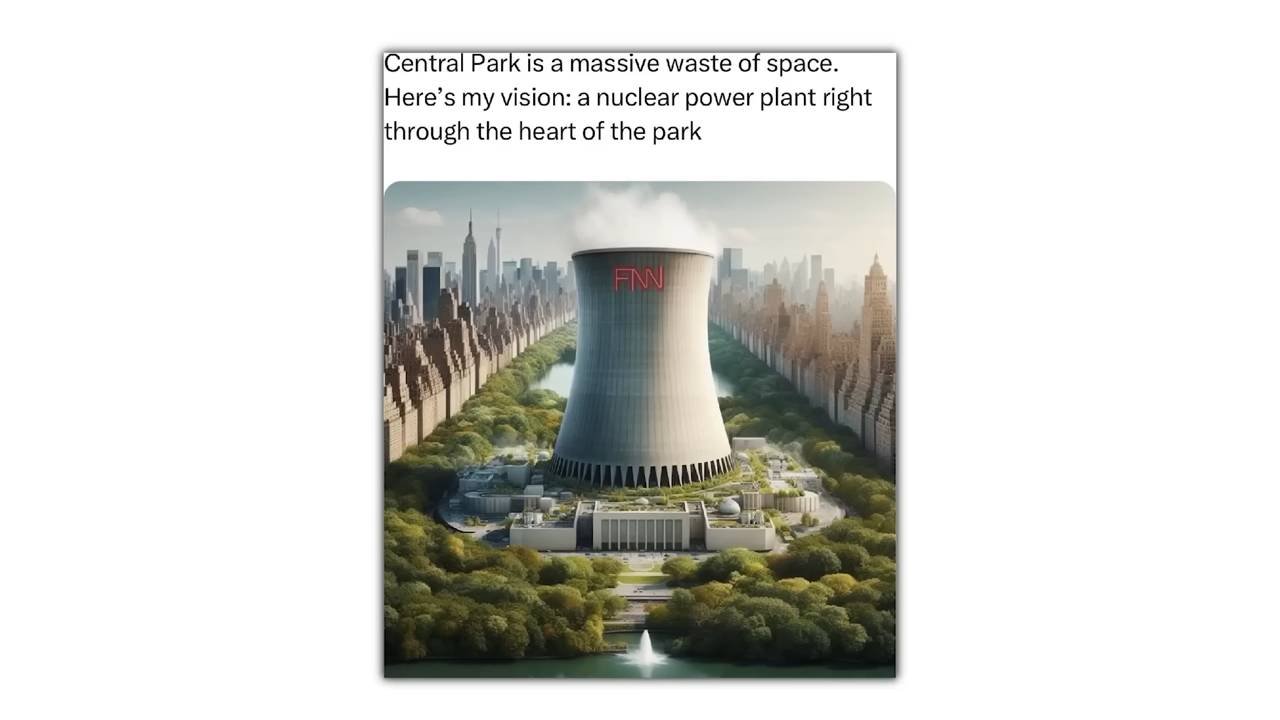 Central Park is a massive waste of space.
Here’s my vision: a nuclear power plant right
through the heart of the park
FNN